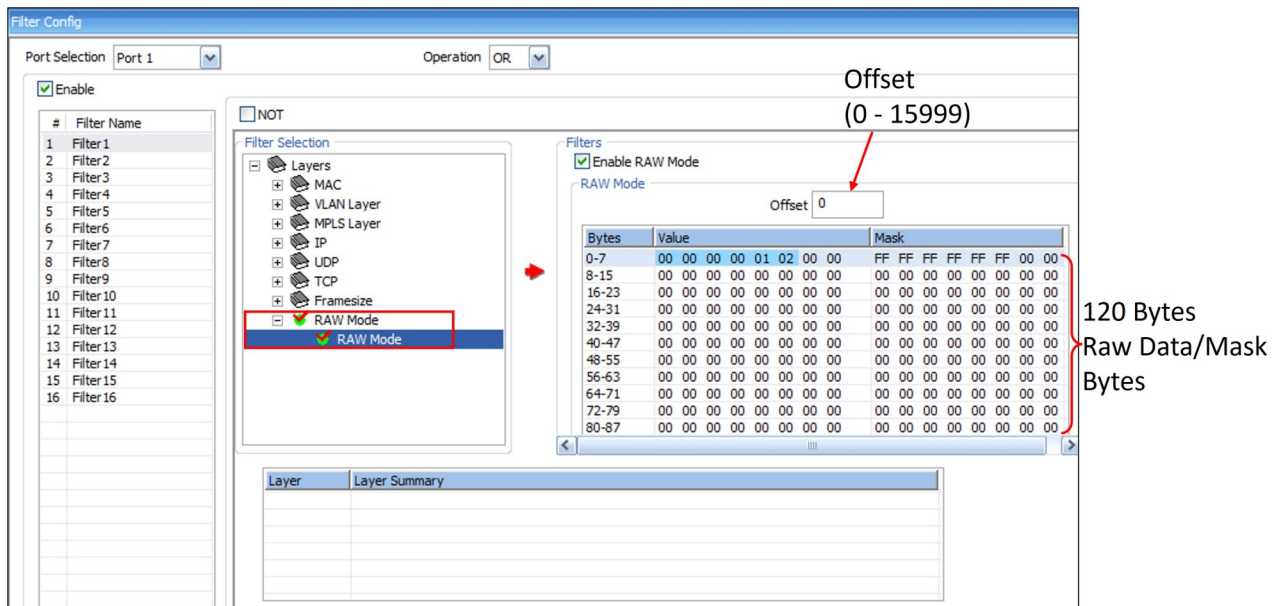 Filter Config
Port Selection Port 1 Operation OR
Offset
(0 - 15999)
Enable
# Filter Name
1 Filter1
2 Filter2
3 Filter3
4 Filter4
5 Filter5
6 Filter6
7 Filter7
8 Filter8
9 Filter9
10 Filter10
11 Filter11
12 Filter12
13 Filter13
14 Filter14
15 Filter15
16 Filter16
NOT
Filter Selection
Layers
MAC
VLAN Layer
MPLS Layer
IP
UDP
TCP
Framesize
RAW Mode
RAW Mode
Filters
Enable RAW Mode
RAW Mode
Offset 0
Bytes Value Mask
0-7 00 00 00 00 01 02 00 00 FF FF FF FF FF FF 00 00
8-15 00 00 00 00 00 00 00 00 00 00 00 00 00 00 00 00
16-23 00 00 00 00 00 00 00 00 00 00 00 00 00 00 00 00
24-31 00 00 00 00 00 00 00 00 00 00 00 00 00 00 00 00
32-39 00 00 00 00 00 00 00 00 00 00 00 00 00 00 00 00
40-47 00 00 00 00 00 00 00 00 00 00 00 00 00 00 00 00
48-55 00 00 00 00 00 00 00 00 00 00 00 00 00 00 00 00
56-63 00 00 00 00 00 00 00 00 00 00 00 00 00 00 00 00
64-71 00 00 00 00 00 00 00 00 00 00 00 00 00 00 00 00
72-79 00 00 00 00 00 00 00 00 00 00 00 00 00 00 00 00
80-87 00 00 00 00 00 00 00 00 00 00 00 00 00 00 00 00
120 Bytes
Raw Data/Mask
Bytes
Layer Layer Summary